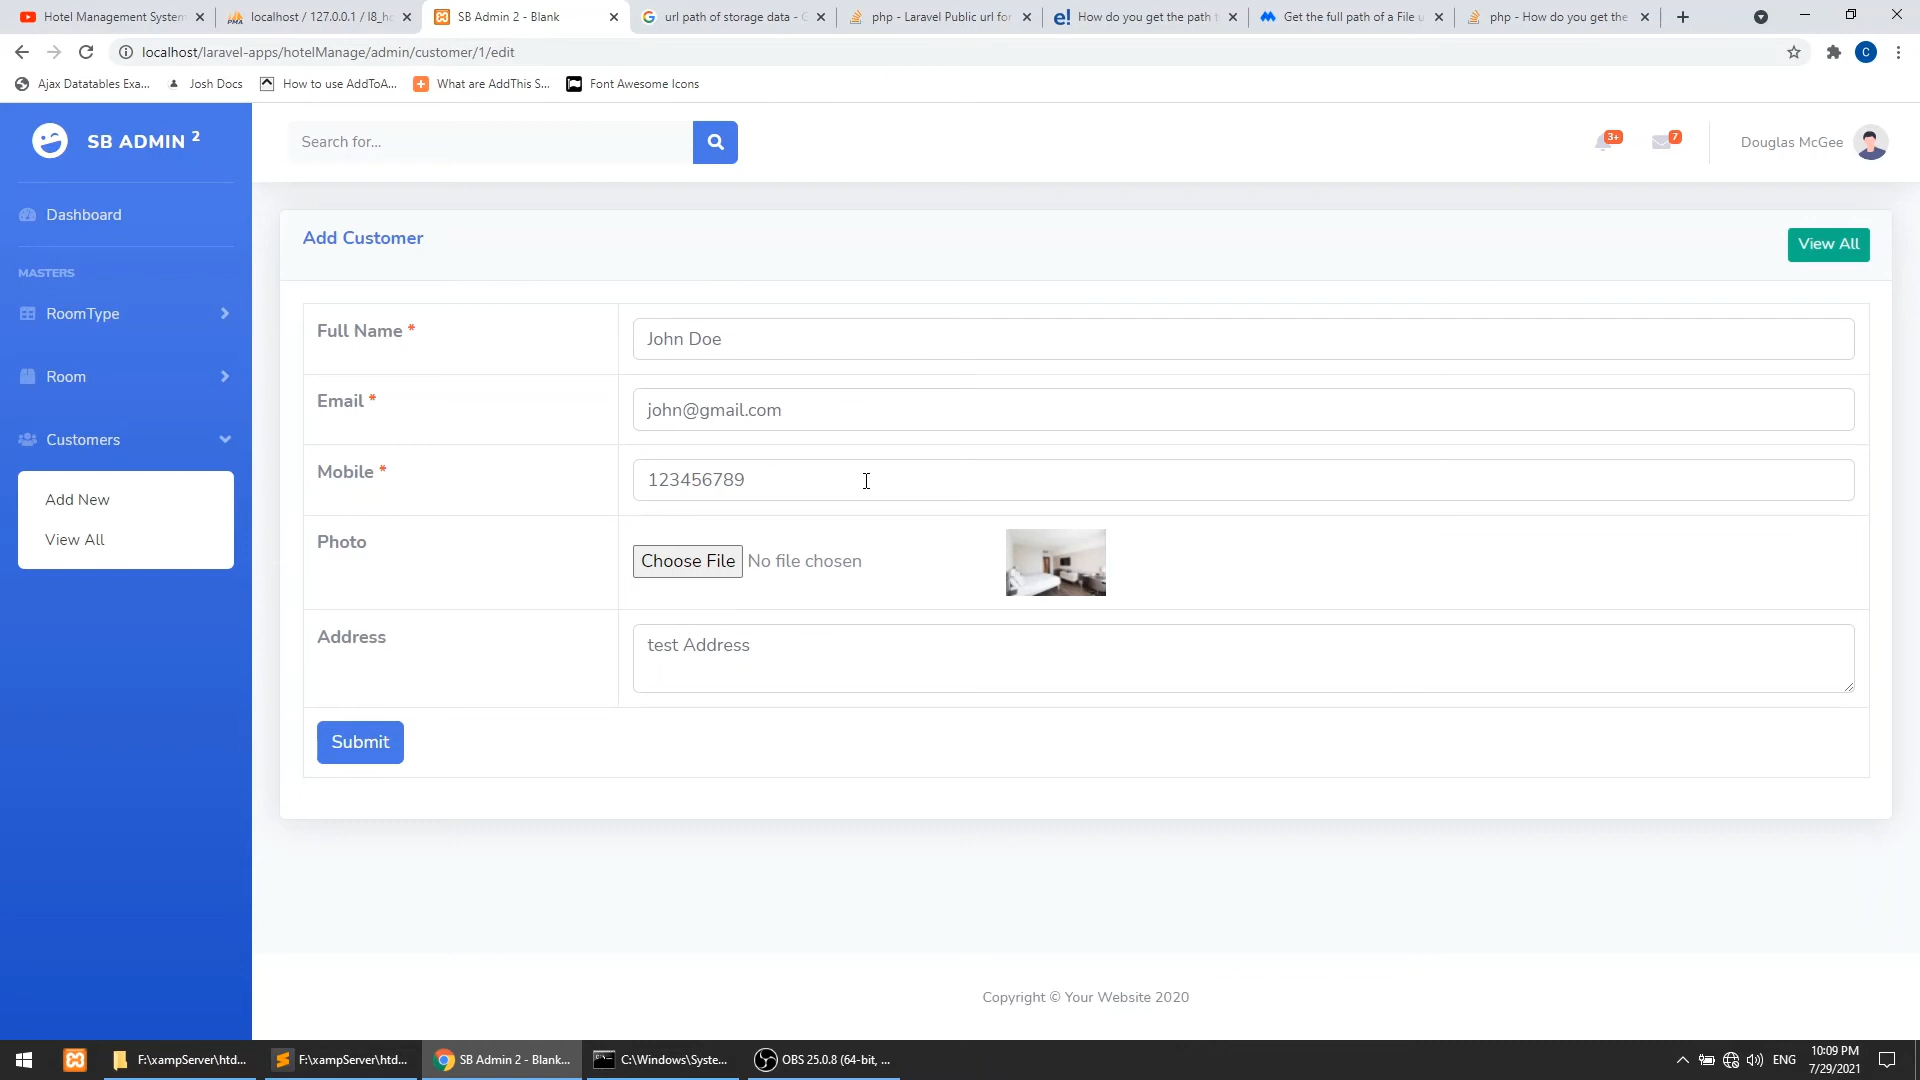 Hotel Management System
localhost / 127.0.0.1 / l8_ho
SB Admin 2 - Blank
url path of storage data - G
php - Laravel Public url for
How do you get the path t
Get the full path of a File u
php - How do you get the
localhost/laravel-apps/hotelManage/admin/customer/1/edit
C
Ajax Datatables Exa...
Josh Docs
How to use AddToA...
What are AddThis S...
Font Awesome Icons
SB ADMIN 2
Search for...
3+
7
Douglas McGee
Dashboard
MASTERS
RoomType
Room
Customers
Add New
View All
Add Customer
View All
Full Name *
John Doe
Email *
john@gmail.com
Mobile *
123456789
Photo
Choose File No file chosen
Address
test Address
Submit
Copyright © Your Website 2020
F:\xampServer\htd...
F:\xampServer\htd...
SB Admin 2 - Blank...
C:\Windows\Syste...
OBS 25.0.8 (64-bit, ...
ENG
10:09 PM
7/29/2021